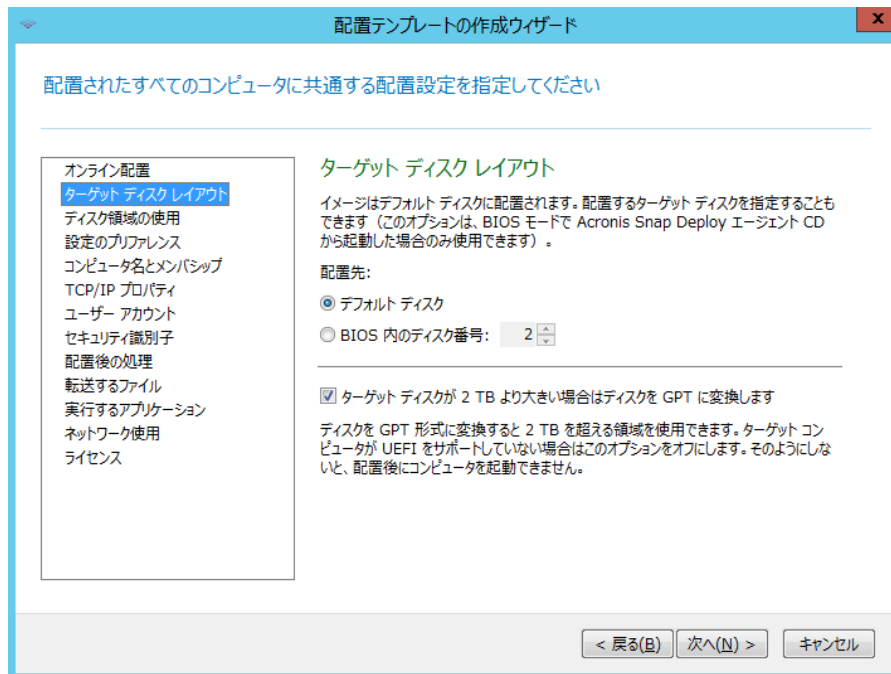 配置テンプレートの作成ウィザード
x
配置されたすべてのコンピュータに共通する配置設定を指定してください
オンライン配置
ターゲット ディスク レイアウト
ディスク領域の使用
設定のプリファレンス
コンピュータ名とメンバシップ
TCP/IP プロパティ
ユーザー アカウント
セキュリティ識別子
配置後の処理
転送するファイル
実行するアプリケーション
ネットワーク使用
ライセンス
ターゲット ディスク レイアウト
イメージはデフォルト ディスクに配置されます。配置するターゲット ディスクを指定することも
できます（このオプションは、BIOS モードで Acronis Snap Deploy エージェント CD
から起動した場合のみ使用できます）。
配置先:
デフォルト ディスク
BIOS 内のディスク番号: 2
ターゲット ディスクが 2 TB より大きい場合はディスクを GPT に変換します
ディスクを GPT 形式に変換すると 2 TB を超える領域を使用できます。ターゲット コン
ピュータが UEFI をサポートしていない場合はこのオプションをオフにします。そのようにしな
いと、配置後にコンピュータを起動できません。
< 戻る(B) 次へ(N) > キャンセル